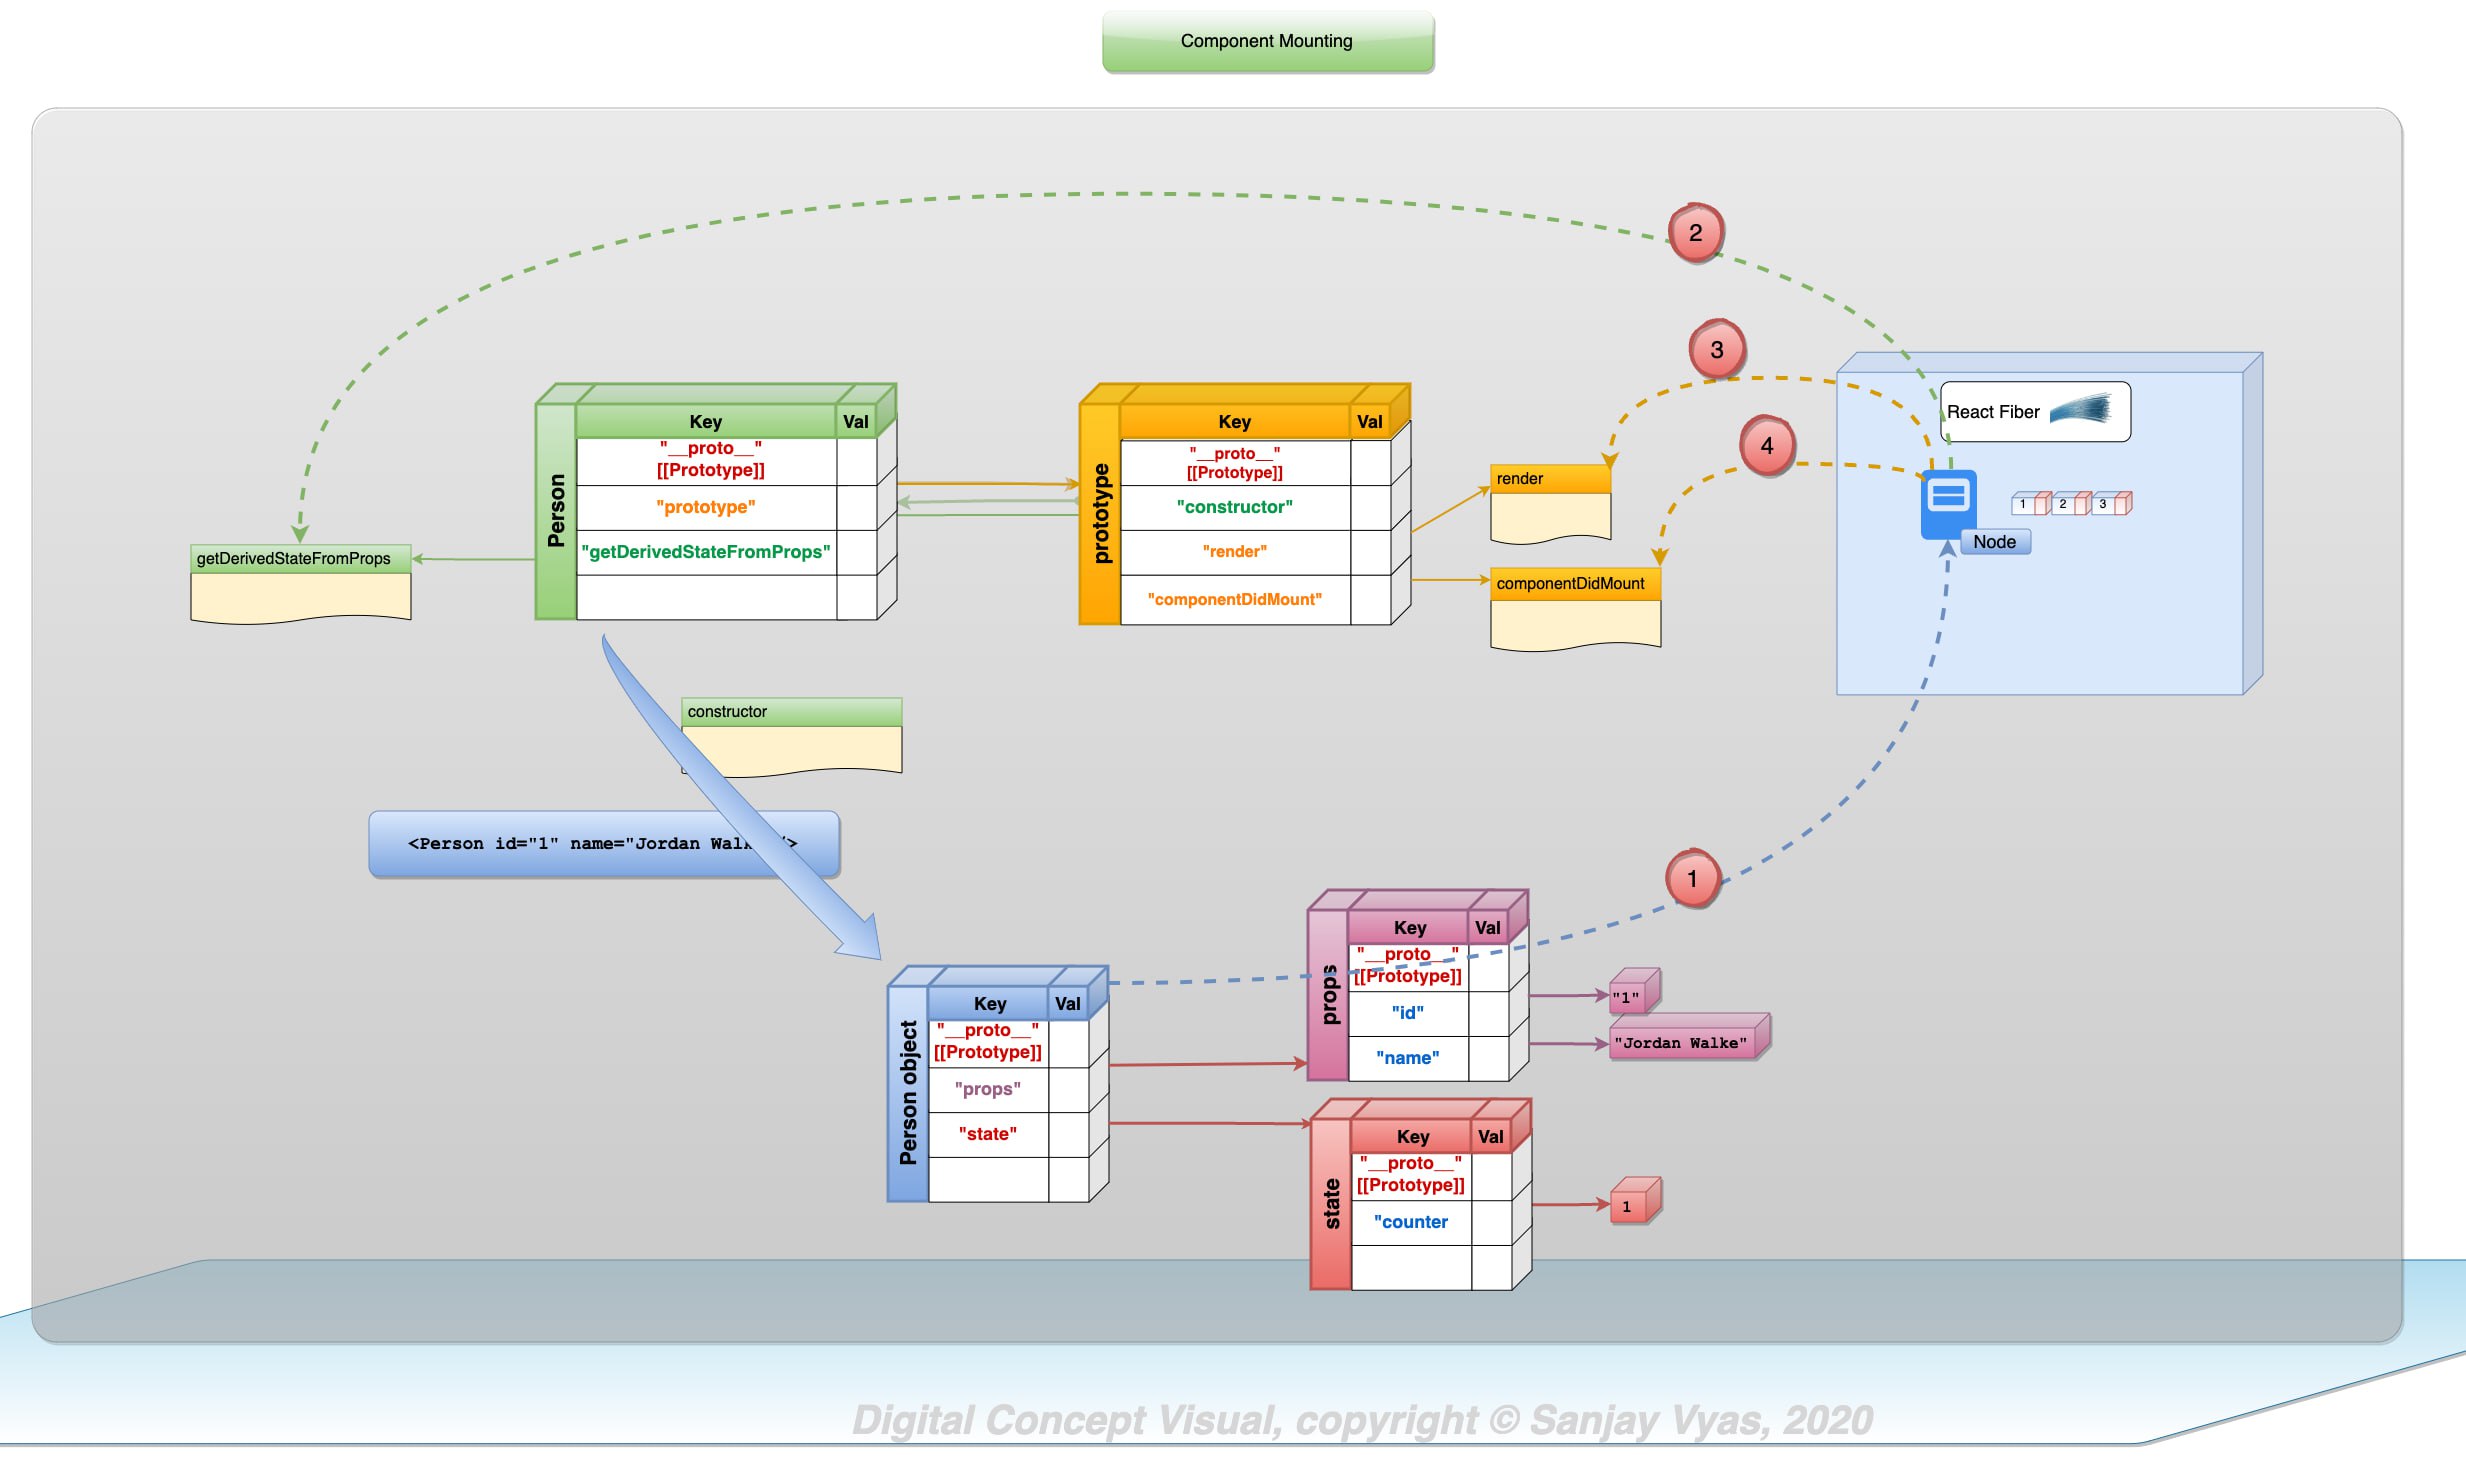 Component Mounting
2
3
4
React Fiber
Node
1 2 3
getDerivedStateFromProps
Person
Key Val
"__proto__"
[[Prototype]]
"prototype"
"getDerivedStateFromProps"
prototype
Key Val
"__proto__"
[[Prototype]]
"constructor"
"render"
"componentDidMount"
render
componentDidMount
constructor
<Person id="1" name="Jordan Walk />
1
Person object
Key Val
"__proto__"
[[Prototype]]
"props"
"state"
props
Key Val
"__proto__"
[[Prototype]]
"id"
"name"
"1"
"Jordan Walke"
state
Key Val
"__proto__"
[[Prototype]]
"counter
1
Digital Concept Visual, copyright © Sanjay Vyas, 2020